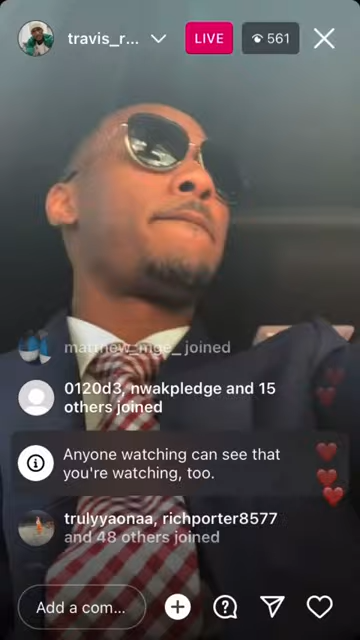 travis_r...
LIVE
561
joined
0120d3, nwakpledge and 15
others joined
Anyone watching can see that
you're watching, too.
trulyyaonaa, richporter8577
and 48 others joined
Add a com...